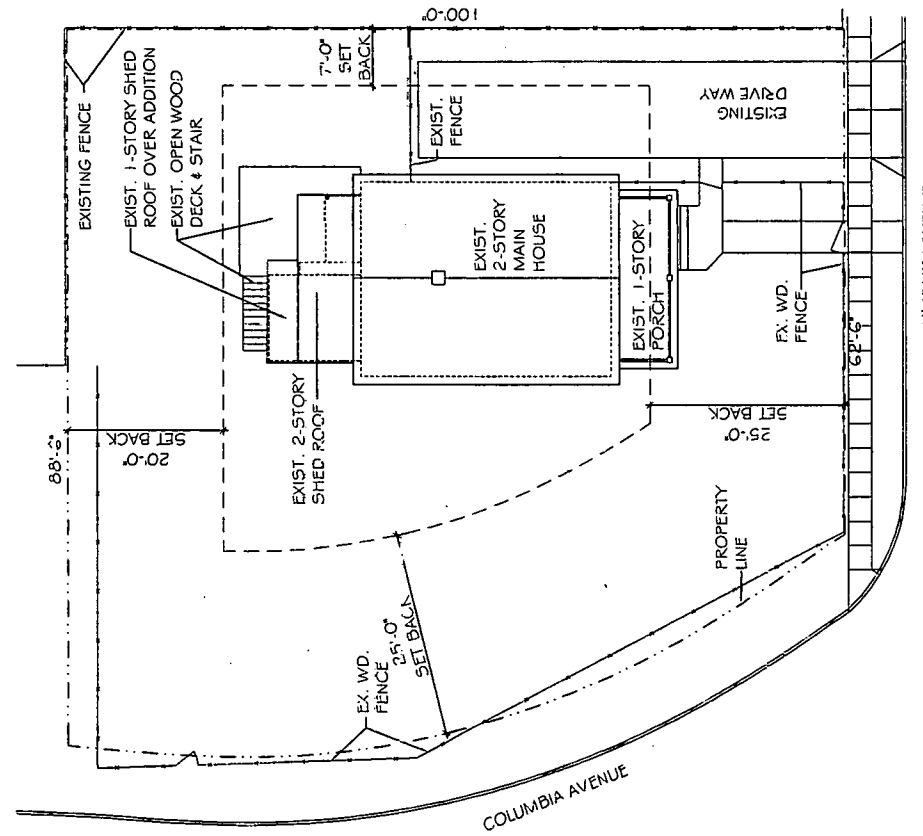 100'-0"
7'-0"
SET
BACK
EXISTING FENCE
EXIST. 1-STORY SHED
ROOF OVER ADDITION
EXIST. OPEN WOOD
DECK & STAIR
EXIST.
FENCE
EXISTING
DRIVE WAY
EXIST.
2-STORY
MAIN
HOUSE
EXIST. 1-STORY
PORCH
EX. WD.
FENCE
62'-6"
88'-6"
20'-0"
SET BACK
EXIST. 2-STORY
SHED ROOF
25'-0"
SET BACK
PROPERTY
LINE
25'-0"
SET BACK
EX. WD.
FENCE
COLUMBIA AVENUE